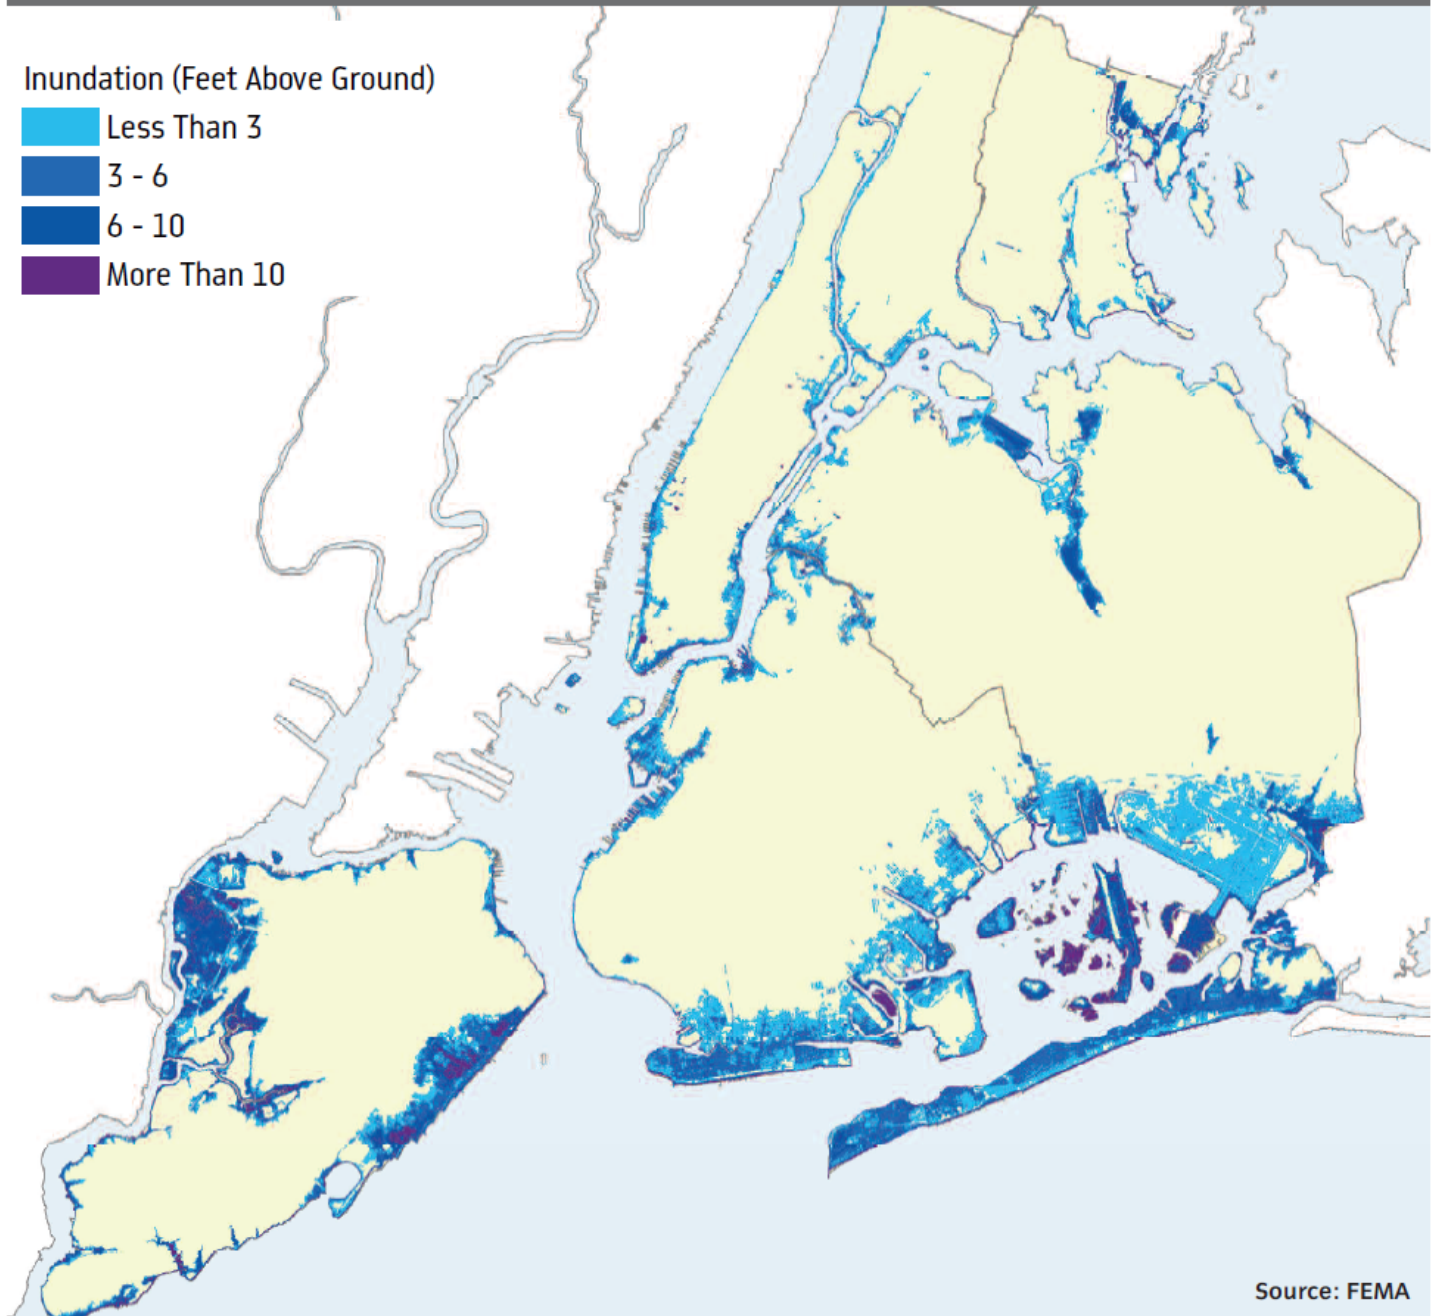 Inundation (Feet Above Ground)
Less Than 3
3 - 6
6 - 10
More Than 10
Source: FEMA